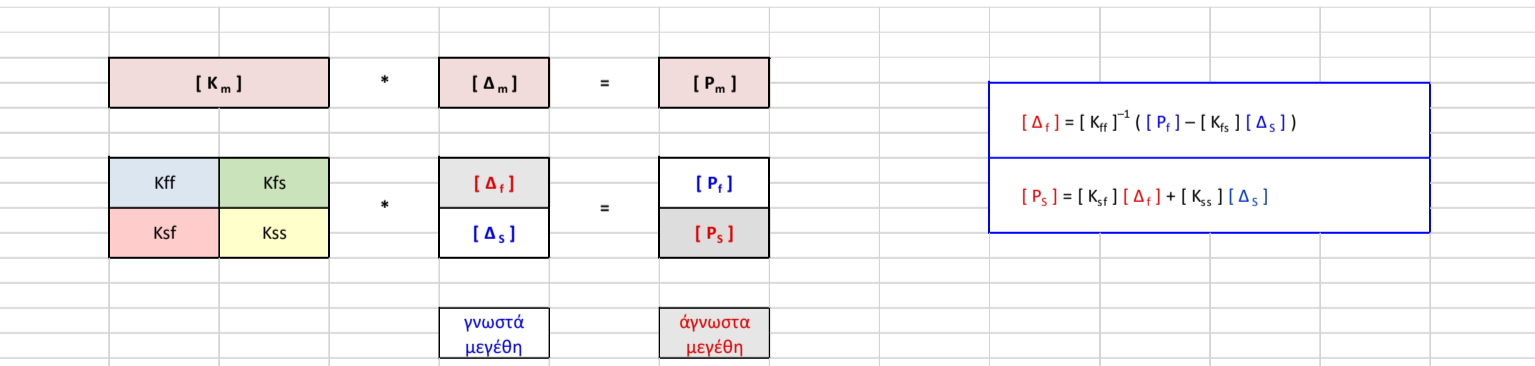 [ K m ] * [ Δ m ] = [ P m ]
[ Δ f ] = [ Kff ]⁻¹ ( [ P f ] – [ Kfs ] [ Δ S ] )
Kff Kfs [ Δ f ] [ P f ]
* =
Ksf Kss [ Δ S ] [ P S ]
[ P S ] = [ Ksf ] [ Δ f ] + [ Kss ] [ Δ S ]
γνωστά
μεγέθη
άγνωστα
μεγέθη